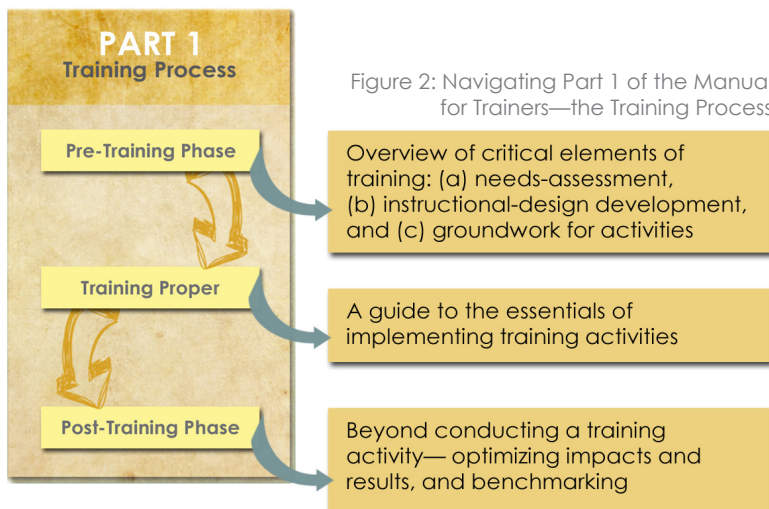 PART 1
Training Process
Figure 2: Navigating Part 1 of the Manua
for Trainers—the Training Process
Pre-Training Phase
Overview of critical elements of
training: (a) needs-assessment,
(b) instructional-design development,
and (c) groundwork for activities
Training Proper
A guide to the essentials of
implementing training activities
Post-Training Phase
Beyond conducting a training
activity— optimizing impacts and
results, and benchmarking